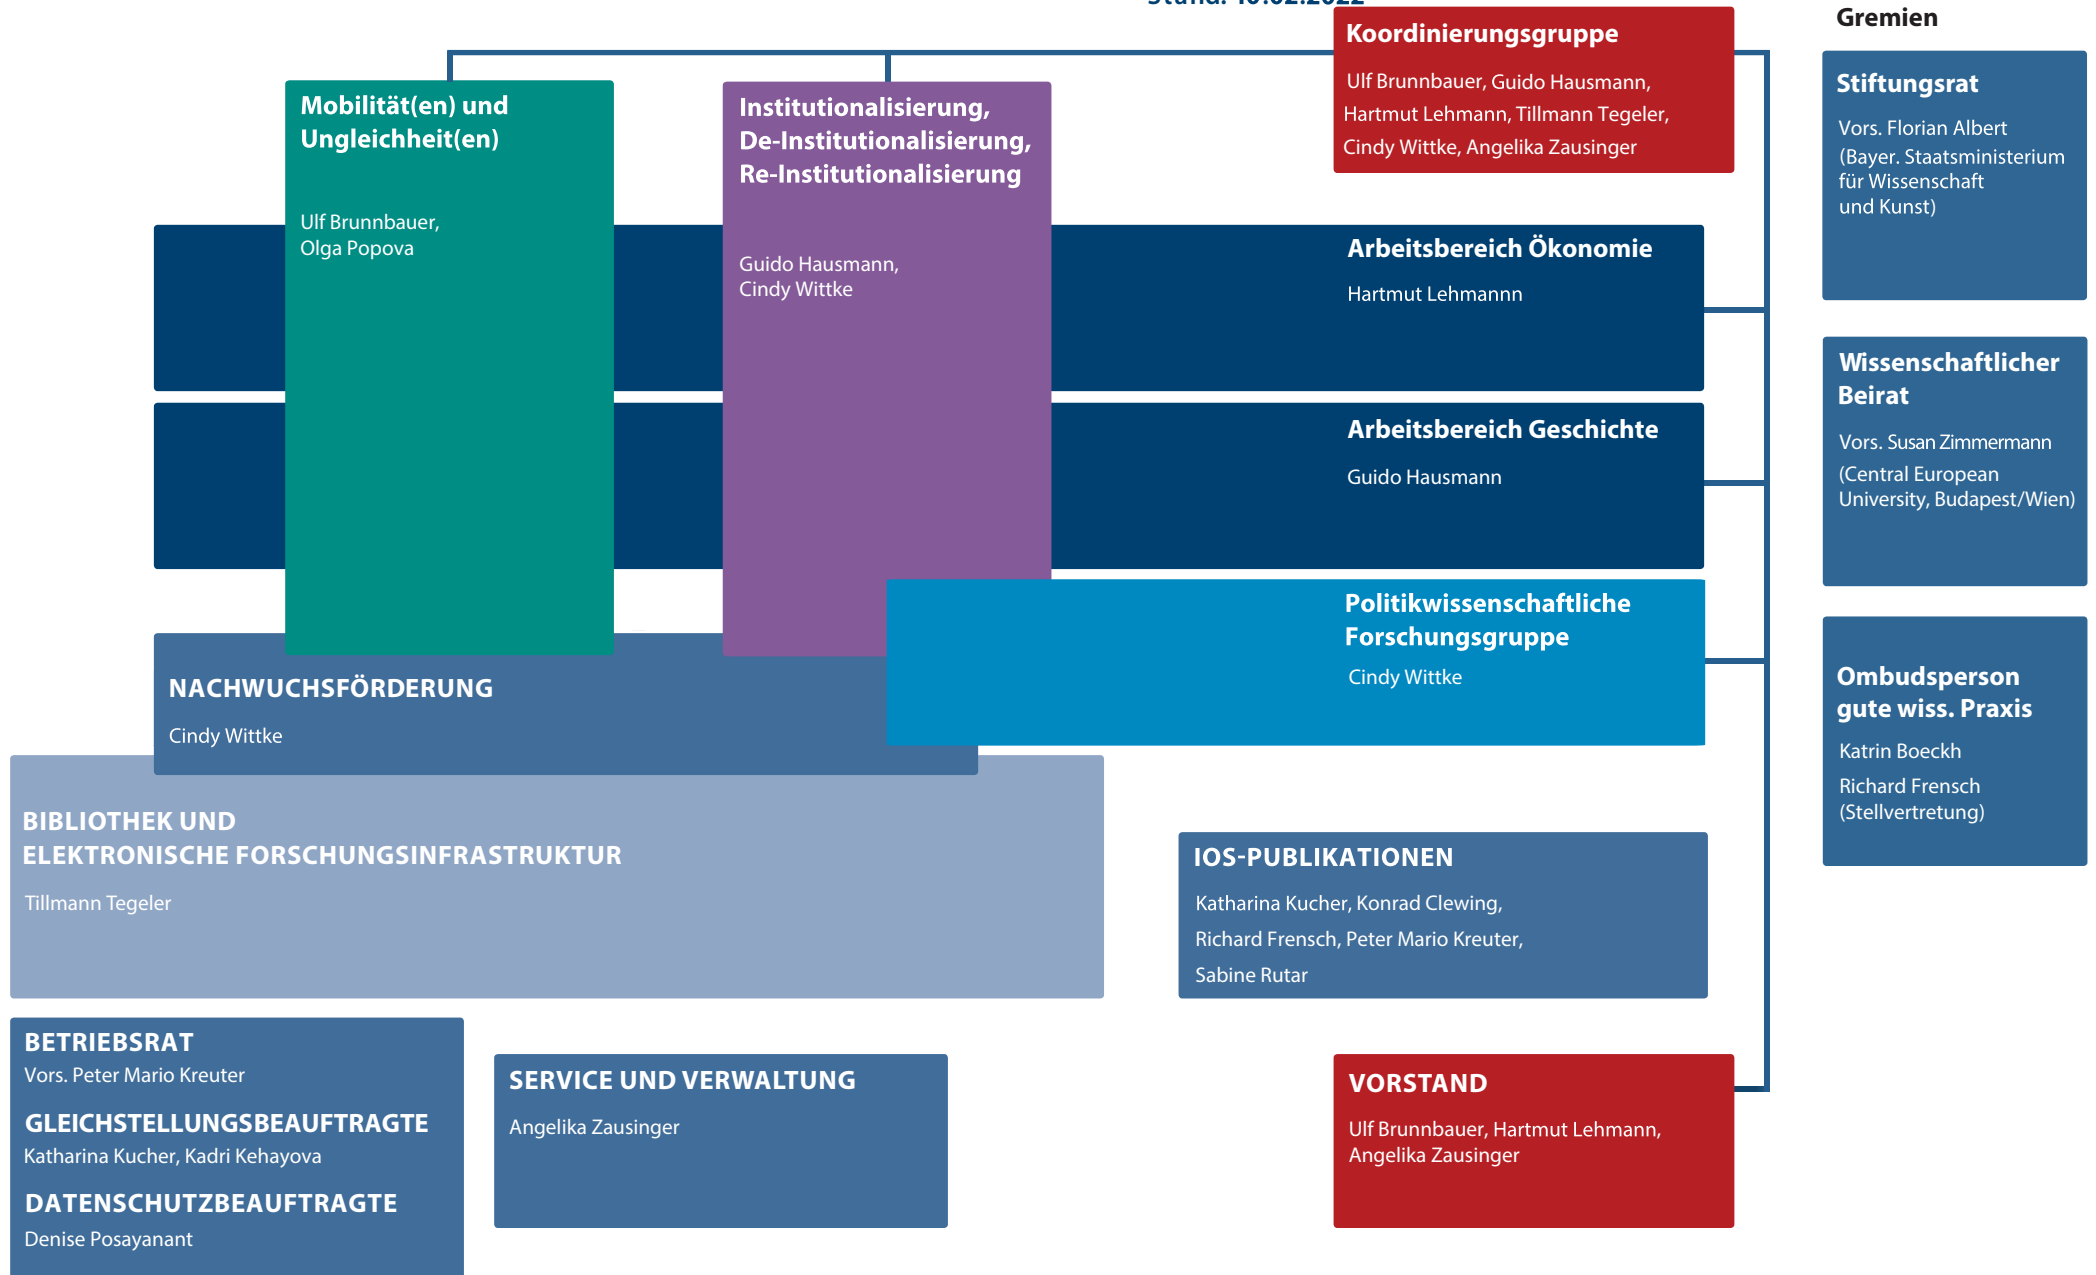 Koordinierungsgruppe
Ulf Brunnbauer, Guido Hausmann,
Hartmut Lehmann, Tillmann Tegeler,
Cindy Wittke, Angelika Zausinger
Gremien
Stiftungsrat
Vors. Florian Albert
(Bayer. Staatsministerium
für Wissenschaft
und Kunst)
Mobilität(en) und
Ungleichheit(en)
Ulf Brunnbauer,
Olga Popova
Institutionalisierung,
De-Institutionalisierung,
Re-Institutionalisierung
Guido Hausmann,
Cindy Wittke
Arbeitsbereich Ökonomie
Hartmut Lehmannn
Wissenschaftlicher
Beirat
Vors. Susan Zimmermann
(Central European
University, Budapest/Wien)
Arbeitsbereich Geschichte
Guido Hausmann
Politikwissenschaftliche
Forschungsgruppe
Cindy Wittke
Ombudsperson
gute wiss. Praxis
Katrin Boeckh
Richard Frensch
(Stellvertretung)
NACHWUCHSFÖRDERUNG
Cindy Wittke
BIBLIOTHEK UND
ELEKTRONISCHE FORSCHUNGSINFRASTRUKTUR
Tillmann Tegeler
IOS-PUBLIKATIONEN
Katharina Kucher, Konrad Clewing,
Richard Frensch, Peter Mario Kreuter,
Sabine Rutar
BETRIEBSRAT
Vors. Peter Mario Kreuter
GLEICHSTELLUNGSBEAUFTRAGTE
Katharina Kucher, Kadri Kehayova
DATENSCHUTZBEAUFTRAGTE
Denise Posayanant
SERVICE UND VERWALTUNG
Angelika Zausinger
VORSTAND
Ulf Brunnbauer, Hartmut Lehmann,
Angelika Zausinger